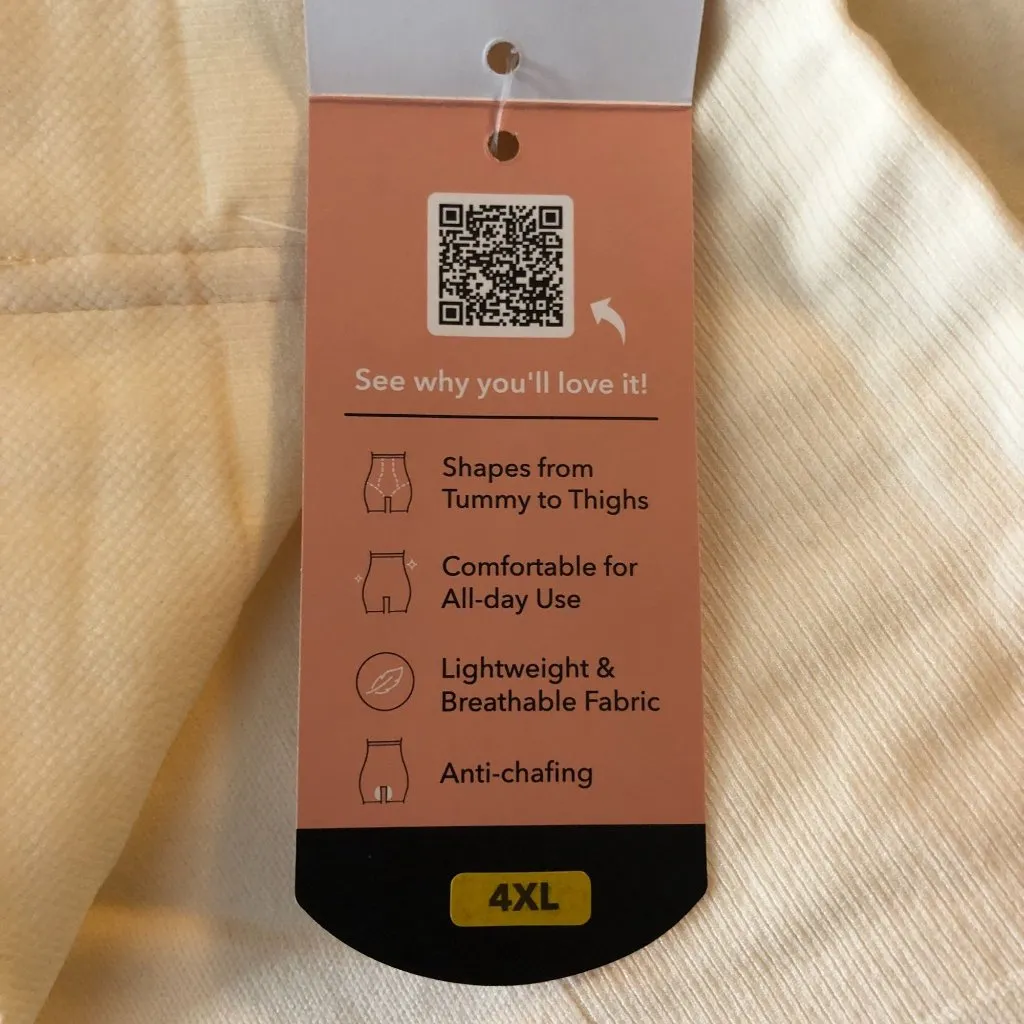 See why you'll love it!
Shapes from
Tummy to Thighs
Comfortable for
All-day Use
Lightweight &
Breathable Fabric
Anti-chafing
4XL